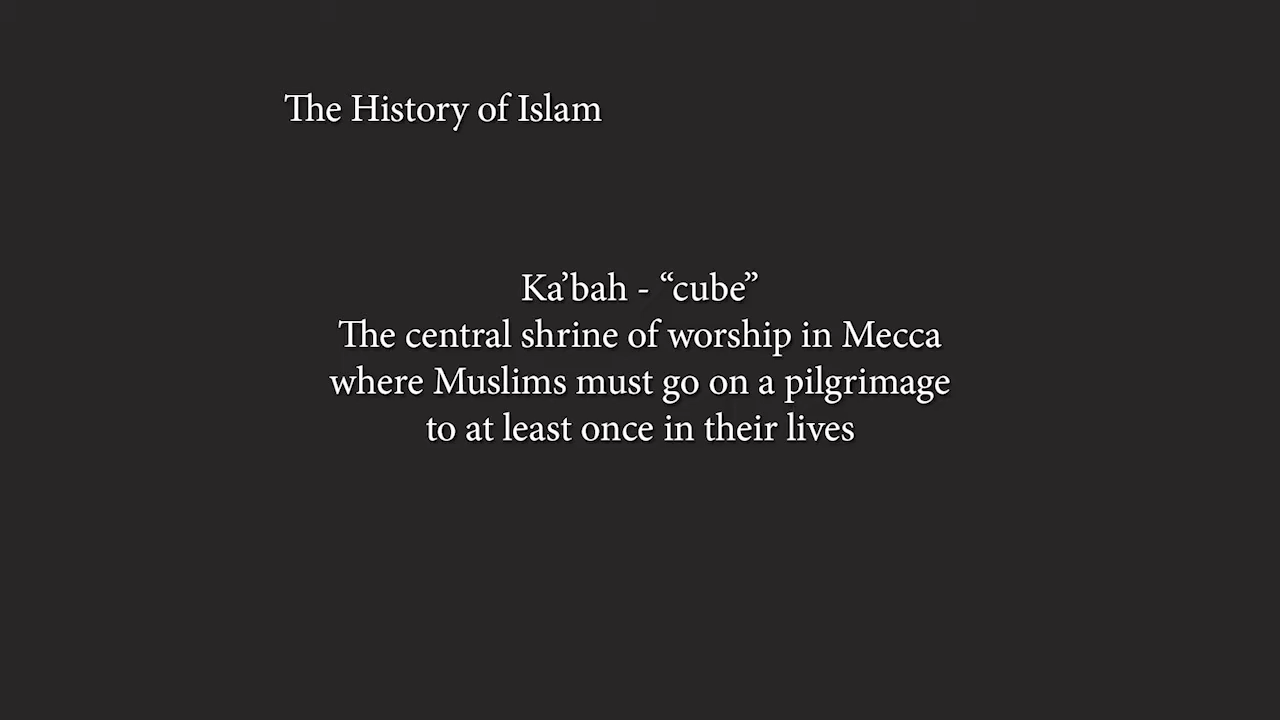 The History of Islam
Ka’bah - “cube”
The central shrine of worship in Mecca
where Muslims must go on a pilgrimage
to at least once in their lives